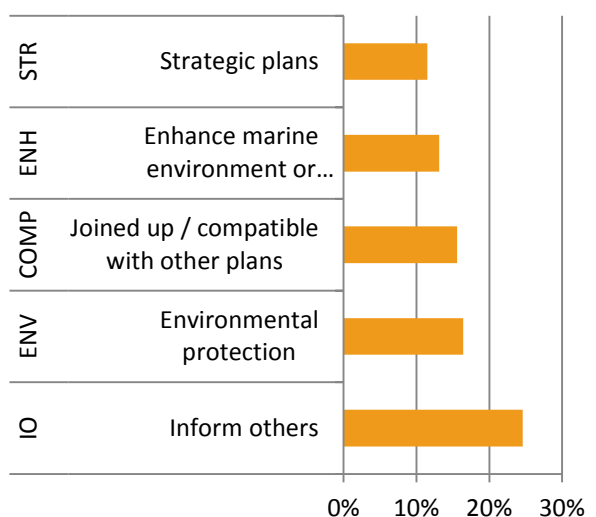 STR
Strategic plans
ENH
Enhance marine
environment or...
COMP
Joined up / compatible
with other plans
ENV
Environmental
protection
IO
Inform others
0% 10% 20% 30%